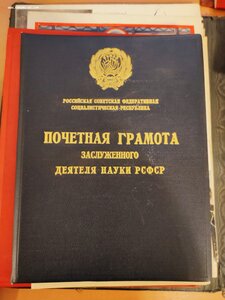 РОССИЙСКАЯ СОВЕТСКАЯ ФЕДЕРАТИВНАЯ
СОЦИАЛИСТИЧЕСКАЯ РЕСПУБЛИКА
ПОЧЕТНАЯ ГРАМОТА
ЗАСЛУЖЕННОГО
ДЕЯТЕЛЯ НАУКИ РСФСР